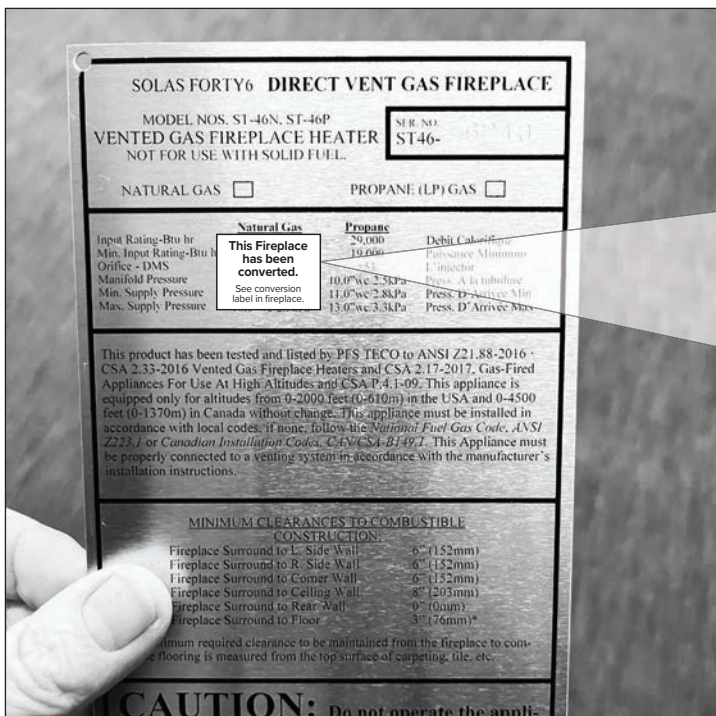 SOLAS FORTY6 DIRECT VENT GAS FIREPLACE
MODEL NOS. ST-46N, ST-46P
VENTED GAS FIREPLACE HEATER
NOT FOR USE WITH SOLID FUEL.
SER. NO.
ST46-
NATURAL GAS
PROPANE (LP) GAS
Natural Gas Propane
Input Rating-Btu hr 29,000 Debit Calorifique
Min. Input Rating-Btu h 19,000 Puissance Minimum
Orifice - DMS L'injector
Manifold Pressure 10.0"wc/2.5kPa Press. A la tubulure
Min. Supply Pressure 11.0"wc/2.8kPa Press. D'Arrivee Min
Max. Supply Pressure 13.0"wc/3.3kPa Press. D'Arrivee Max
This Fireplace
has been
converted.
See conversion
label in fireplace.
This product has been tested and listed by PFS TECO to ANSI Z21.88-2016 ·
CSA 2.33-2016 Vented Gas Fireplace Heaters and CSA 2.17-2017, Gas-Fired
Appliances For Use At High Altitudes and CSA P.4.1-09. This appliance is
equipped only for altitudes from 0-2000 feet (0-610m) in the USA and 0-4500
feet (0-1370m) in Canada without change. This appliance must be installed in
accordance with local codes, if none, follow the National Fuel Gas Code, ANSI
Z223.1 or Canadian Installation Codes, CAN/CSA-B149.1. This Appliance must
be properly connected to a venting system in accordance with the manufacturer's
installation instructions.
MINIMUM CLEARANCES TO COMBUSTIBLE
CONSTRUCTION:
Fireplace Surround to L. Side Wall 6" (152mm)
Fireplace Surround to R. Side Wall 6" (152mm)
Fireplace Surround to Corner Wall 6" (152mm)
Fireplace Surround to Ceiling Wall 8" (203mm)
Fireplace Surround to Rear Wall 0" (0mm)
Fireplace Surround to Floor 3" (76mm)*
imum required clearance to be maintained from the fireplace to com-
e flooring is measured from the top surface of carpeting, tile, etc.
CAUTION: Do not operate the appli-